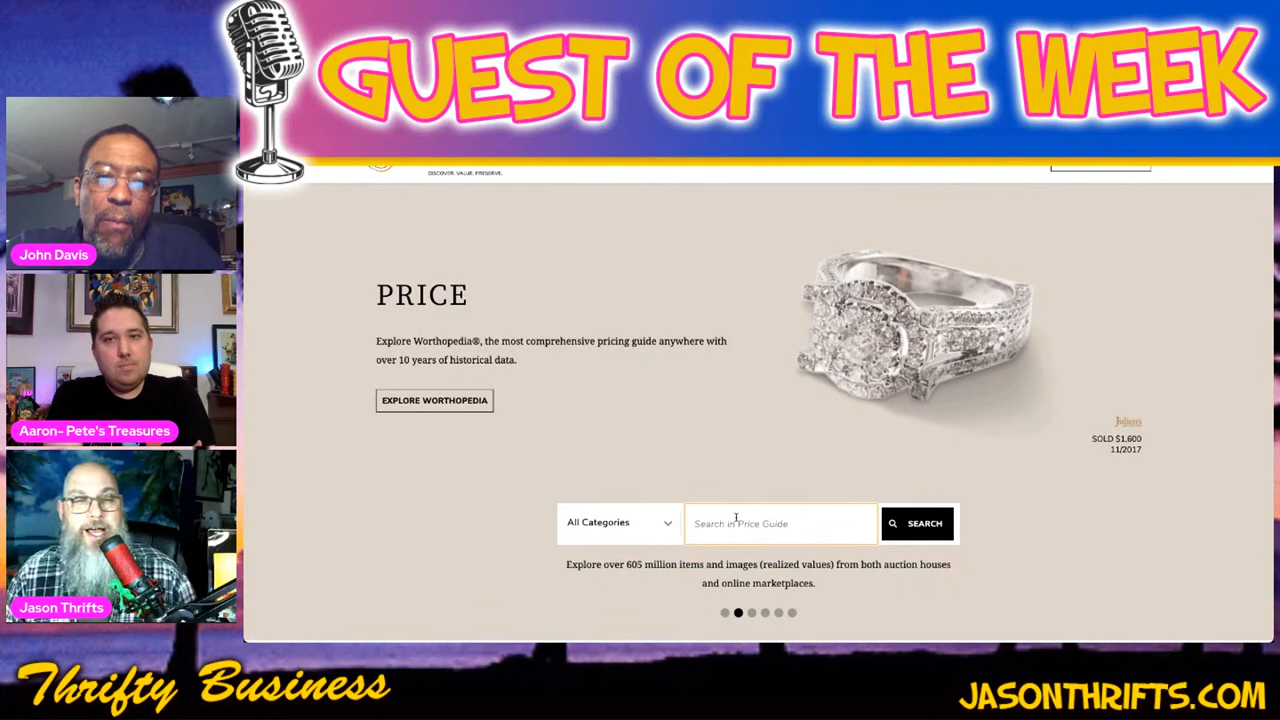 GUEST OF THE WEEK
DISCOVER. VALUE. PRESERVE.
John Davis
Aaron- Pete's Treasures
Jason Thrifts
PRICE
Explore Worthopedia®, the most comprehensive pricing guide anywhere with
over 10 years of historical data.
EXPLORE WORTHOPEDIA
Julien's
SOLD $1,600
11/2017
All Categories
Search in Price Guide
SEARCH
Explore over 605 million items and images (realized values) from both auction houses
and online marketplaces.
Thrifty Business
JASONTHRIFTS.COM